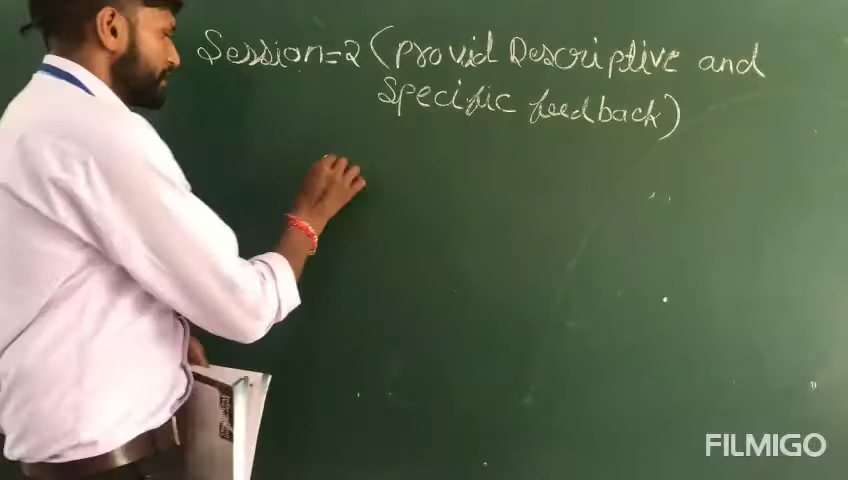 Session=2 (Provid Descriptive and
Specific feedback)
FILMIGO